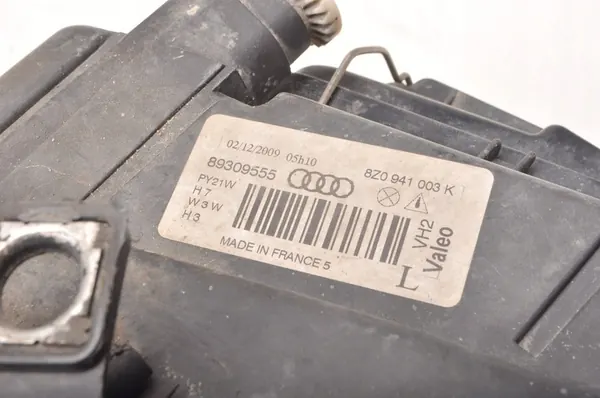 02/12/2009 05h10
89309555 8Z0 941 003 K
PY21W
H7
W3W
H3
VH2
Valeo
MADE IN FRANCE 5
L